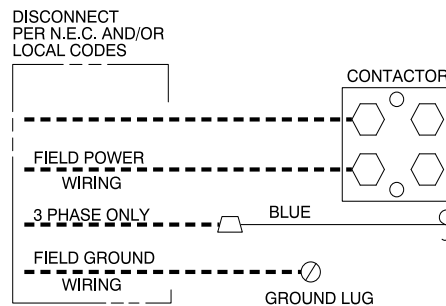 DISCONNECT
PER N.E.C. AND/OR
LOCAL CODES
CONTACTOR
FIELD POWER
WIRING
3 PHASE ONLY
BLUE
FIELD GROUND
WIRING
GROUND LUG